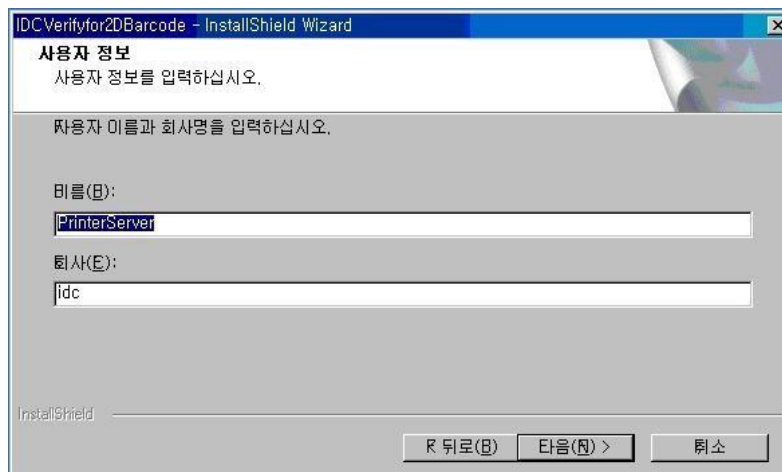 IDCVerifyfor2DBarcode - InstallShield Wizard
사용자 정보
사용자 정보를 입력하십시오.
사용자 이름과 회사명을 입력하십시오.
이름(B):
PrinterServer
회사(E):
idc
InstallShield
< 뒤로(B)
다음(N) >
취소